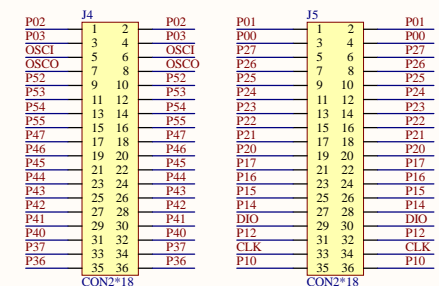 J4 J5
P02 1 2 P02 P01 1 2 P01
P03 3 4 P03 P00 3 4 P00
OSCI 5 6 OSCI P27 5 6 P27
OSCO 7 8 OSCO P26 7 8 P26
P52 9 10 P52 P25 9 10 P25
P53 11 12 P53 P24 11 12 P24
P54 13 14 P54 P23 13 14 P23
P55 15 16 P55 P22 15 16 P22
P47 17 18 P47 P21 17 18 P21
P46 19 20 P46 P20 19 20 P20
P45 21 22 P45 P17 21 22 P17
P44 23 24 P44 P16 23 24 P16
P43 25 26 P43 P15 25 26 P15
P42 27 28 P42 P14 27 28 P14
P41 29 30 P41 DIO 29 30 DIO
P40 31 32 P40 P12 31 32 P12
P37 33 34 P37 CLK 33 34 CLK
P36 35 36 P36 P10 35 36 P10
CON2*18 CON2*18